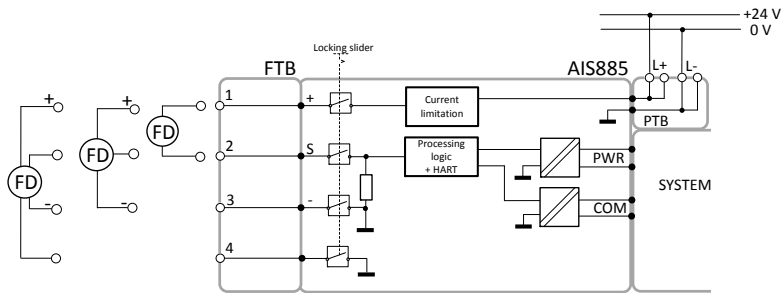 +24 V
0 V
Locking slider
FTB
AIS885
L+
L-
1
+
Current
limitation
PTB
2
S
Processing
logic
+ HART
PWR
SYSTEM
3
-
COM
4
+
+
FD
FD
FD
-
-